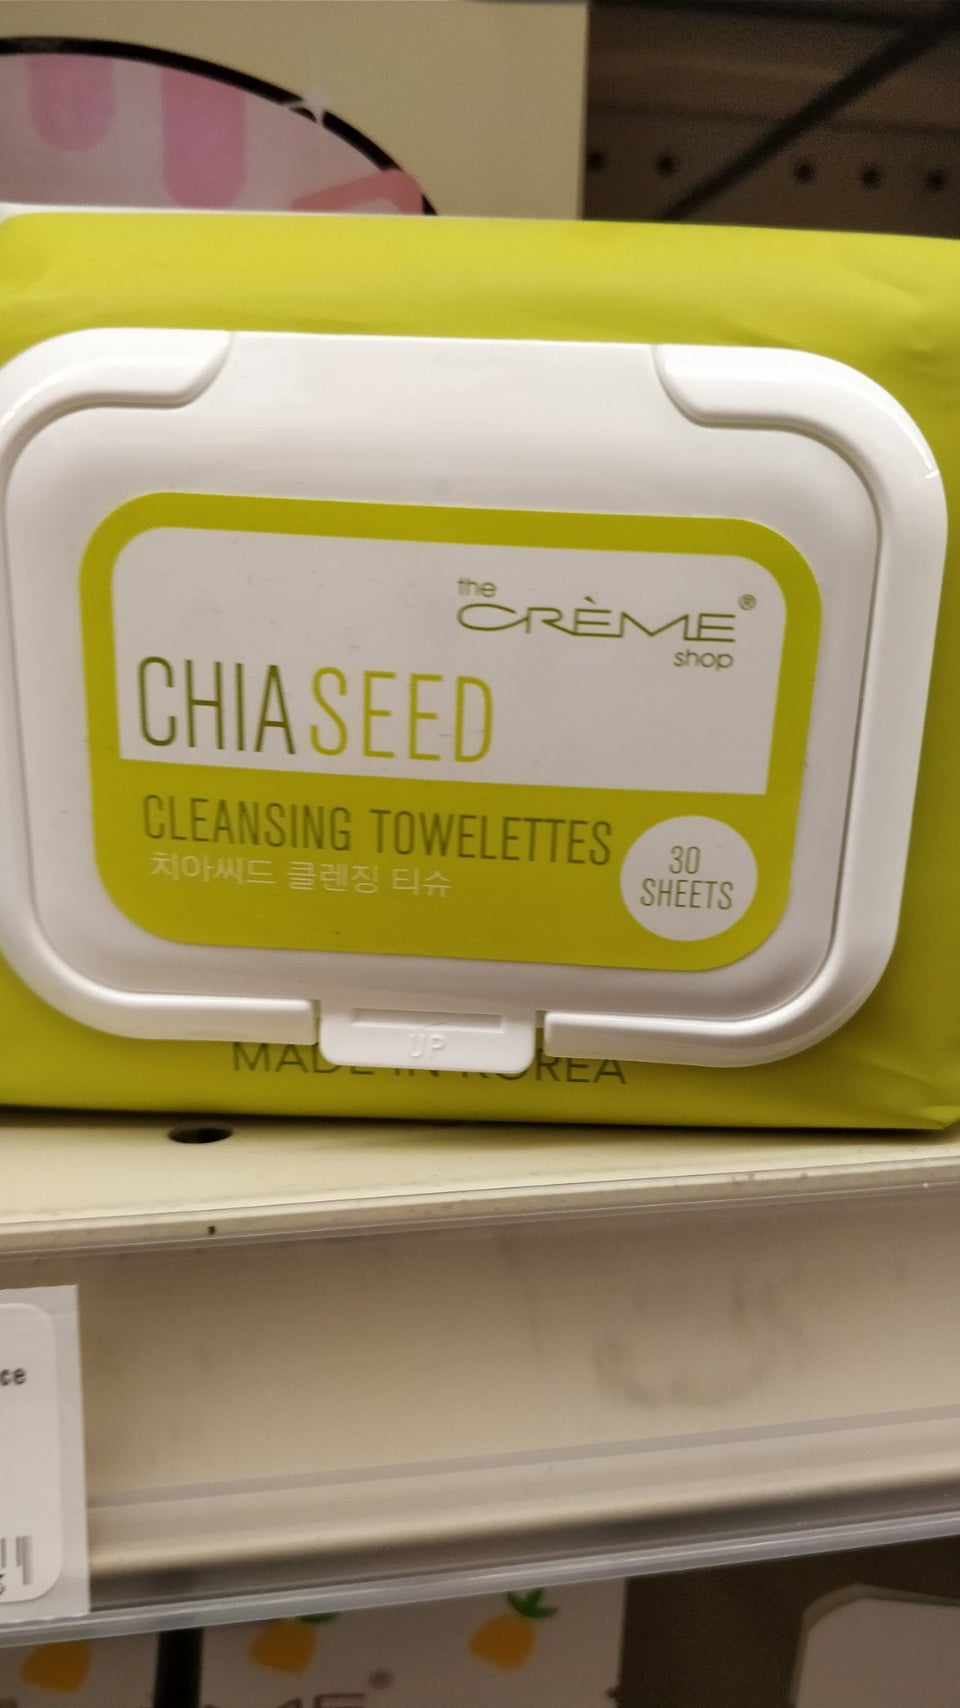 the
CRÈME®
shop
CHIA SEED
CLEANSING TOWELETTES
치아씨드 클렌징 티슈
30
SHEETS
UP
MADE IN KOREA
ce